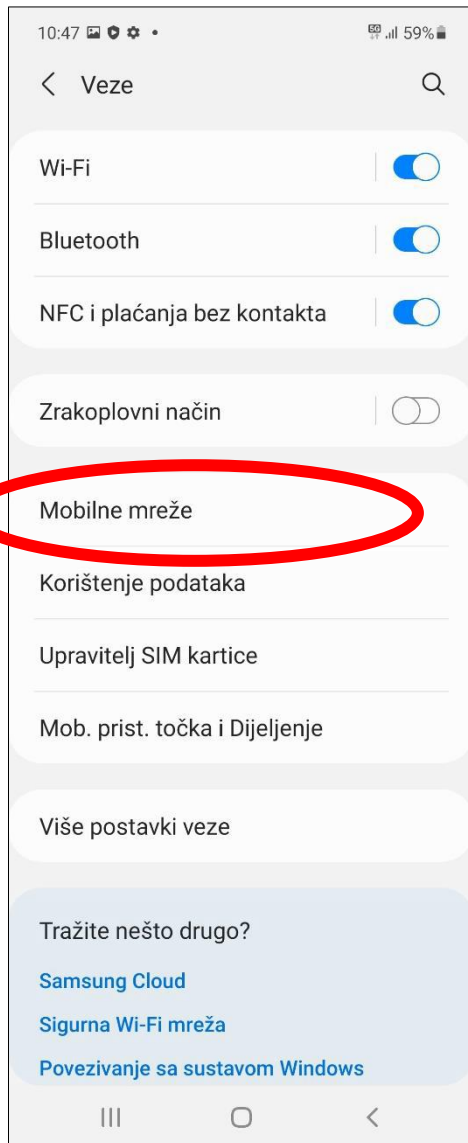 10:47
5G 59%
Veze
Wi-Fi
Bluetooth
NFC i plaćanja bez kontakta
Zrakoplovni način
Mobilne mreže
Korištenje podataka
Upravitelj SIM kartice
Mob. prist. točka i Dijeljenje
Više postavki veze
Tražite nešto drugo?
Samsung Cloud
Sigurna Wi-Fi mreža
Povezivanje sa sustavom Windows